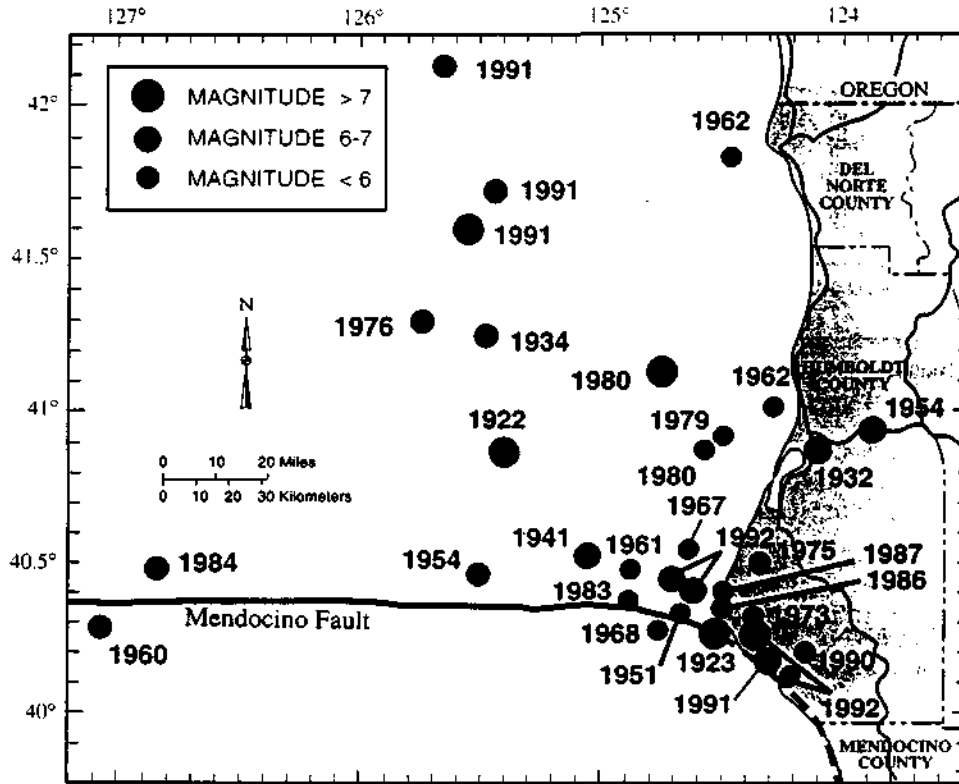 127°
126°
125°
124
MAGNITUDE > 7
MAGNITUDE 6-7
MAGNITUDE < 6
1991
42°
OREGON
1962
DEL
NORTE
COUNTY
1991
1991
41.5°
N
1976
1934
1980
1962
HUMBOLDT
COUNTY
1954
41°
1922
1979
1980
1932
0 10 20 Miles
0 10 20 30 Kilometers
1967
1941
1961
1992
1975
1987
40.5°
1984
1954
1986
1983
1973
Mendocino Fault
1968
1960
1951
1923
1990
1991
1992
40°
MENDOCINO
COUNTY